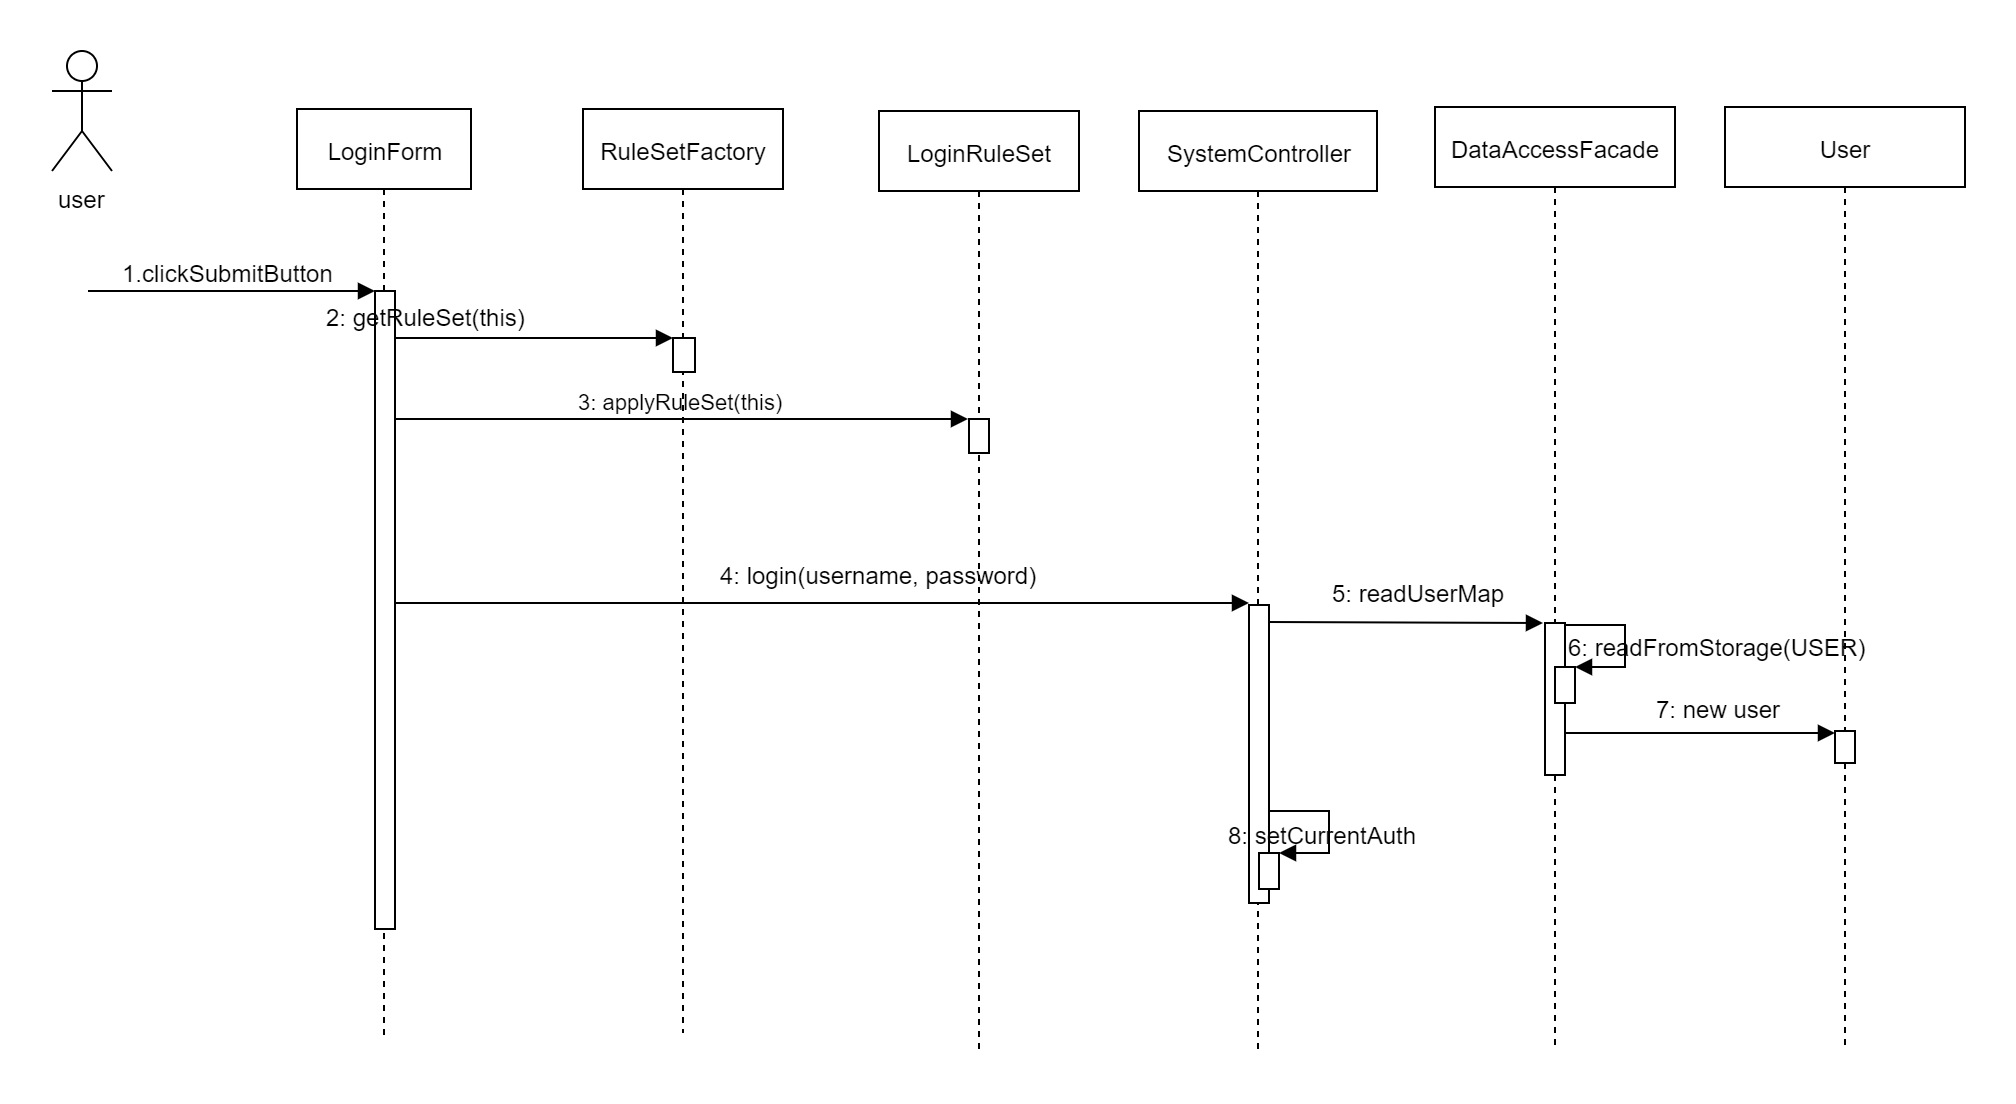 user
LoginForm
RuleSetFactory
LoginRuleSet
SystemController
DataAccessFacade
User
1.clickSubmitButton
2: getRuleSet(this)
3: applyRuleSet(this)
4: login(username, password)
5: readUserMap
6: readFromStorage(USER)
7: new user
8: setCurrentAuth